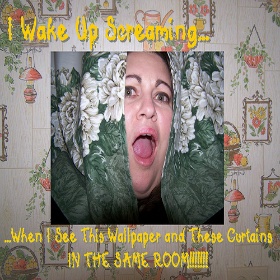 I Wake Up Screaming...
...When I See This Wallpaper and These Curtains
IN THE SAME ROOM!!!!!!!